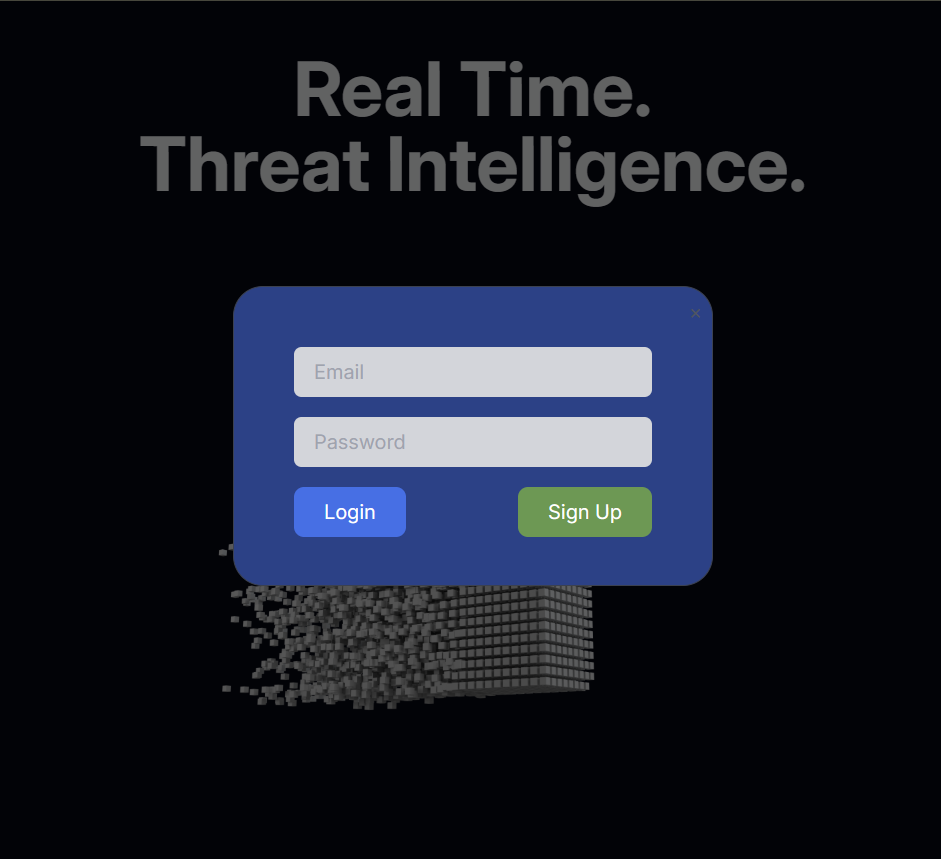 Real Time.
Threat Intelligence.
×
Email
Password
Login
Sign Up